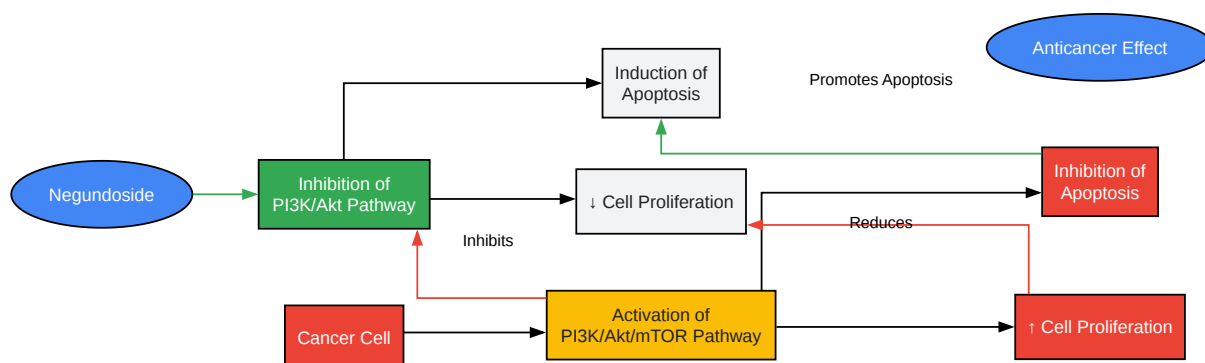 Anticancer Effect
Induction of
Apoptosis
Promotes Apoptosis
Negundoside
Inhibition of
PI3K/Akt Pathway
↓ Cell Proliferation
Inhibition of
Apoptosis
Inhibits
Reduces
Cancer Cell
Activation of
PI3K/Akt/mTOR Pathway
↑ Cell Proliferation